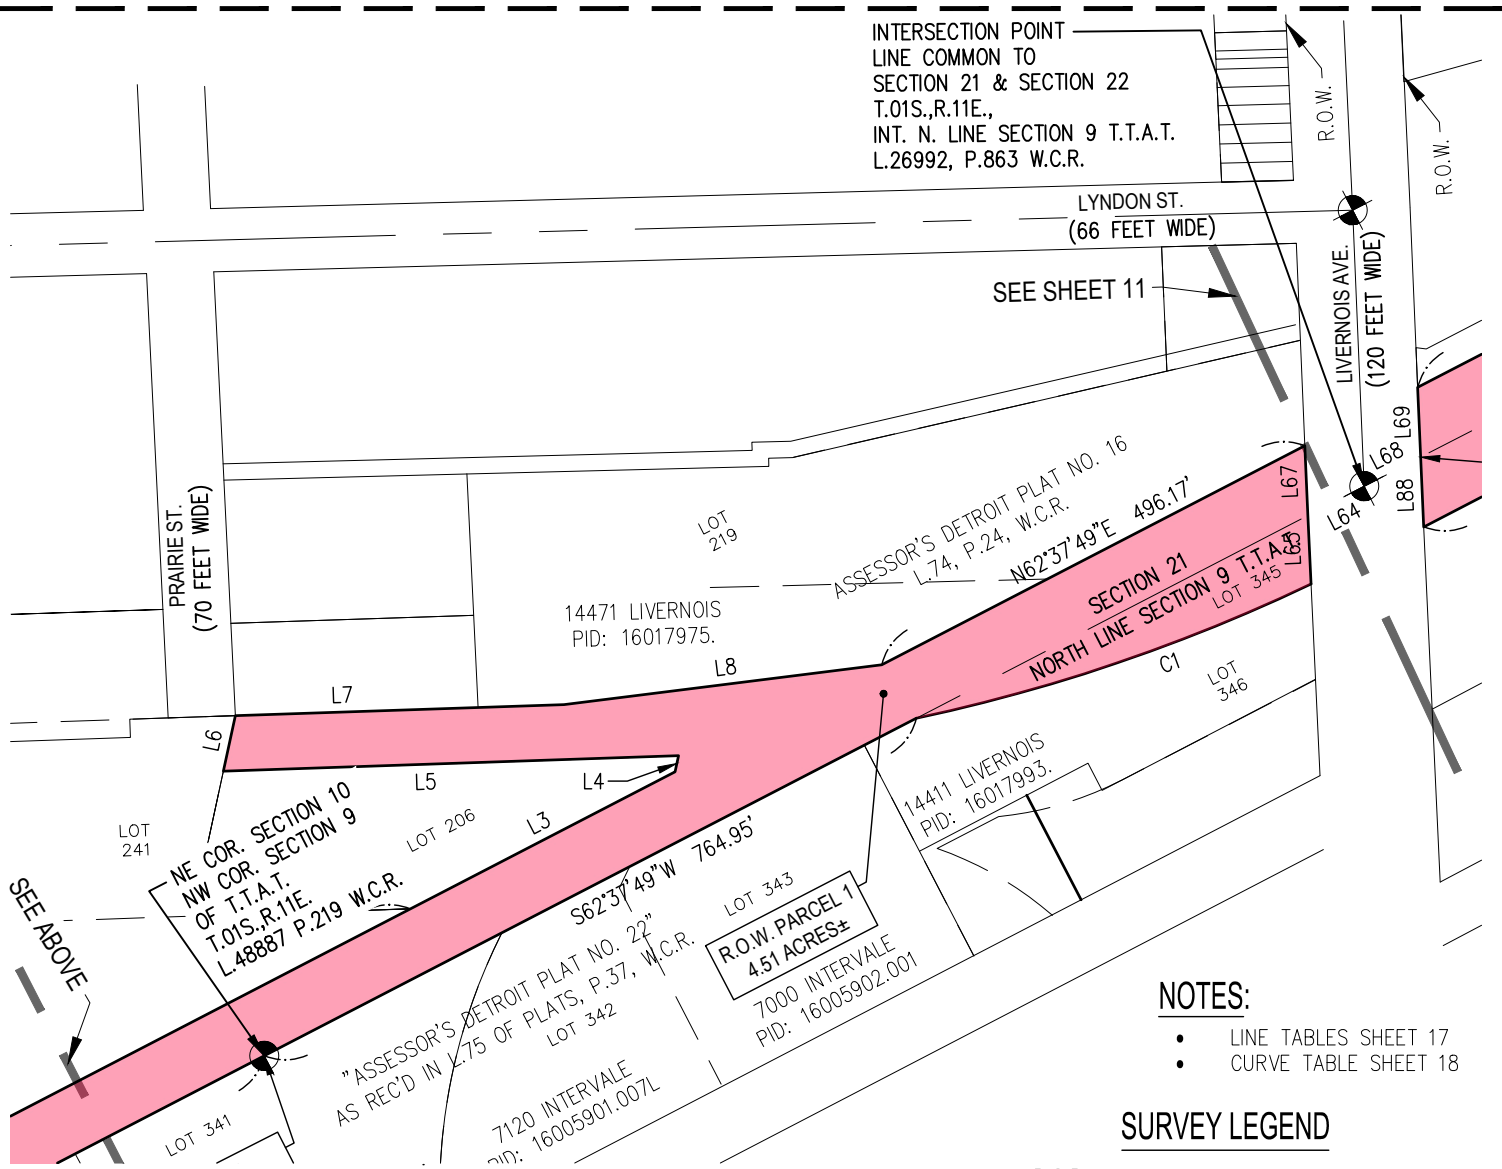 INTERSECTION POINT
LINE COMMON TO
SECTION 21 & SECTION 22
T.01S.,R.11E.,
INT. N. LINE SECTION 9 T.T.A.T.
L.26992, P.863 W.C.R.
R.O.W.
R.O.W.
LYNDON ST.
(66 FEET WIDE)
SEE SHEET 11
LIVERNOIS AVE.
(120 FEET WIDE)
PRAIRIE ST.
(70 FEET WIDE)
LOT
219
ASSESSOR'S DETROIT PLAT NO. 16
L.74, P.24, W.C.R.
N62°37'49"E 496.17'
L67
L68
L69
L64
L88
L65
SECTION 21
NORTH LINE SECTION 9 T.T.A.T.
LOT 345
14471 LIVERNOIS
PID: 16017975.
L8
L7
L6
L5
L4
L3
C1
LOT
346
14411 LIVERNOIS
PID: 16017993.
LOT
241
LOT 206
NE COR. SECTION 10
NW COR. SECTION 9
OF T.T.A.T.
T.01S.,R.11E.
L.48887 P.219 W.C.R.
SEE ABOVE
S62°37'49"W 764.95'
LOT 343
R.O.W. PARCEL 1
4.51 ACRES±
"ASSESSOR'S DETROIT PLAT NO. 22"
AS REC'D IN L.75 OF PLATS, P.37, W.C.R.
LOT 342
7000 INTERVALE
PID: 16005902.001
7120 INTERVALE
PID: 16005901.007L
LOT 341
NOTES:
• LINE TABLES SHEET 17
• CURVE TABLE SHEET 18
SURVEY LEGEND